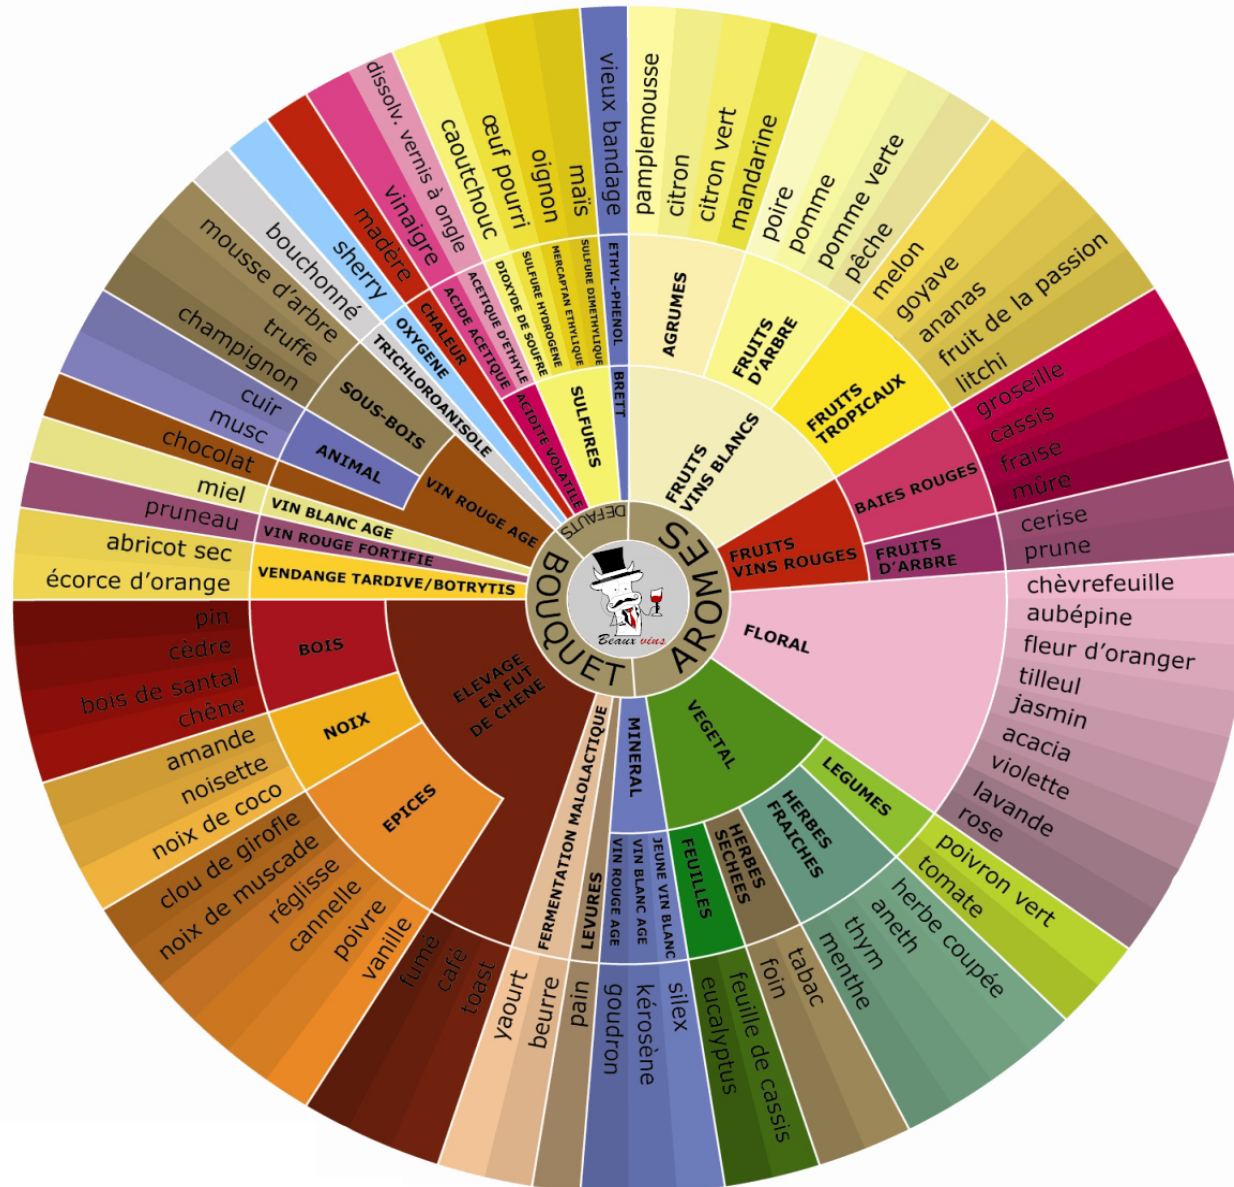 AROMES
FRUITS
VINS BLANCS
AGRUMES
pamplemousse
citron
citron vert
mandarine
FRUITS
D'ARBRE
poire
pomme
pomme verte
pêche
FRUITS
TROPICAUX
melon
goyave
ananas
fruit de la passion
litchi
FRUITS
VINS ROUGES
BAIES ROUGES
groseille
cassis
fraise
mûre
FRUITS
D'ARBRE
cerise
prune
FLORAL
chèvrefeuille
aubépine
fleur d'oranger
tilleul
jasmin
acacia
violette
lavande
rose
VEGETAL
LEGUMES
poivron vert
tomate
HERBES
FRAICHES
herbe coupée
aneth
thym
menthe
HERBES
SECHEES
tabac
foin
FEUILLES
feuille de cassis
eucalyptus
MINERAL
JEUNE VIN BLANC
silex
VIN BLANC AGE
kérosène
VIN ROUGE AGE
goudron
BOUQUET
LEVURES
pain
FERMENTATION MALOLACTIQUE
beurre
yaourt
ELEVAGE
EN FUT
DE CHENE
toast
café
fumé
EPICES
vanille
poivre
cannelle
réglisse
noix de muscade
clou de girofle
NOIX
noix de coco
noisette
amande
BOIS
chêne
bois de santal
cèdre
pin
VENDANGE TARDIVE/BOTRYTIS
écorce d'orange
abricot sec
VIN ROUGE FORTIFIE
pruneau
VIN BLANC AGE
miel
VIN ROUGE AGE
chocolat
ANIMAL
musc
cuir
SOUS-BOIS
champignon
truffe
mousse d'arbre
DEFAUTS
TRICHLOROANISOLE
bouchonné
OXYGENE
sherry
CHALEUR
madère
ACIDITE VOLATILE
ACIDE ACETIQUE
vinaigre
ACETIQUE D'ETHYLE
dissolv. vernis à ongle
SULFURES
DIOXYDE DE SOUFRE
caoutchouc
SULFURE HYDROGENE
œuf pourri
MERCAPTAN ETHYLIQUE
oignon
SULFURE DIMETHYLIQUE
maïs
BRETT
ETHYL-PHENOL
vieux bandage
Beaux vins